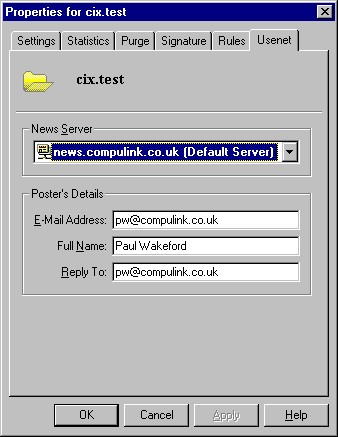 Properties for cix.test
Settings Statistics Purge Signature Rules Usenet
cix.test
News Server
news.compulink.co.uk (Default Server)
Poster's Details
E-Mail Address: pw@compulink.co.uk
Full Name: Paul Wakeford
Reply To: pw@compulink.co.uk
OK Cancel Apply Help